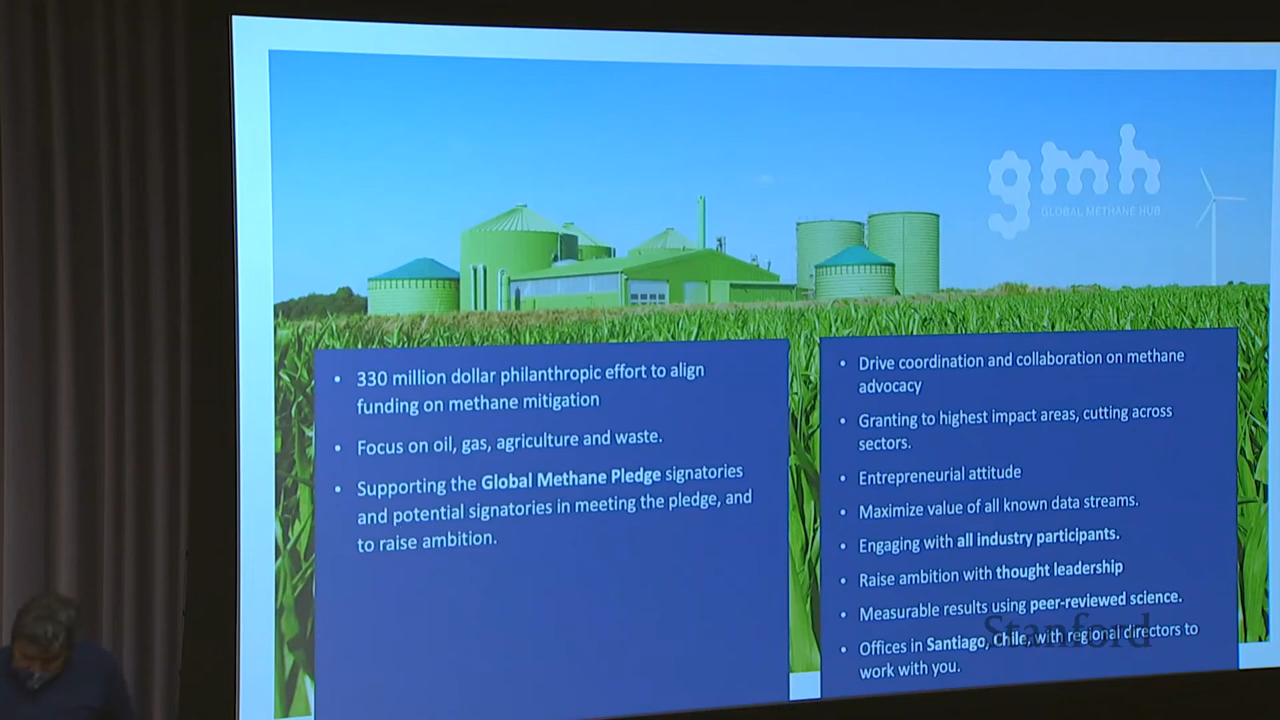 gmh
GLOBAL METHANE HUB
• 330 million dollar philanthropic effort to align
funding on methane mitigation
• Focus on oil, gas, agriculture and waste.
• Supporting the Global Methane Pledge signatories
and potential signatories in meeting the pledge, and
to raise ambition.
• Drive coordination and collaboration on methane
advocacy
• Granting to highest impact areas, cutting across
sectors.
• Entrepreneurial attitude
• Maximize value of all known data streams.
• Engaging with all industry participants.
• Raise ambition with thought leadership
• Measurable results using peer-reviewed science.
• Offices in Santiago, Chile, with regional directors to
work with you.
Stanford